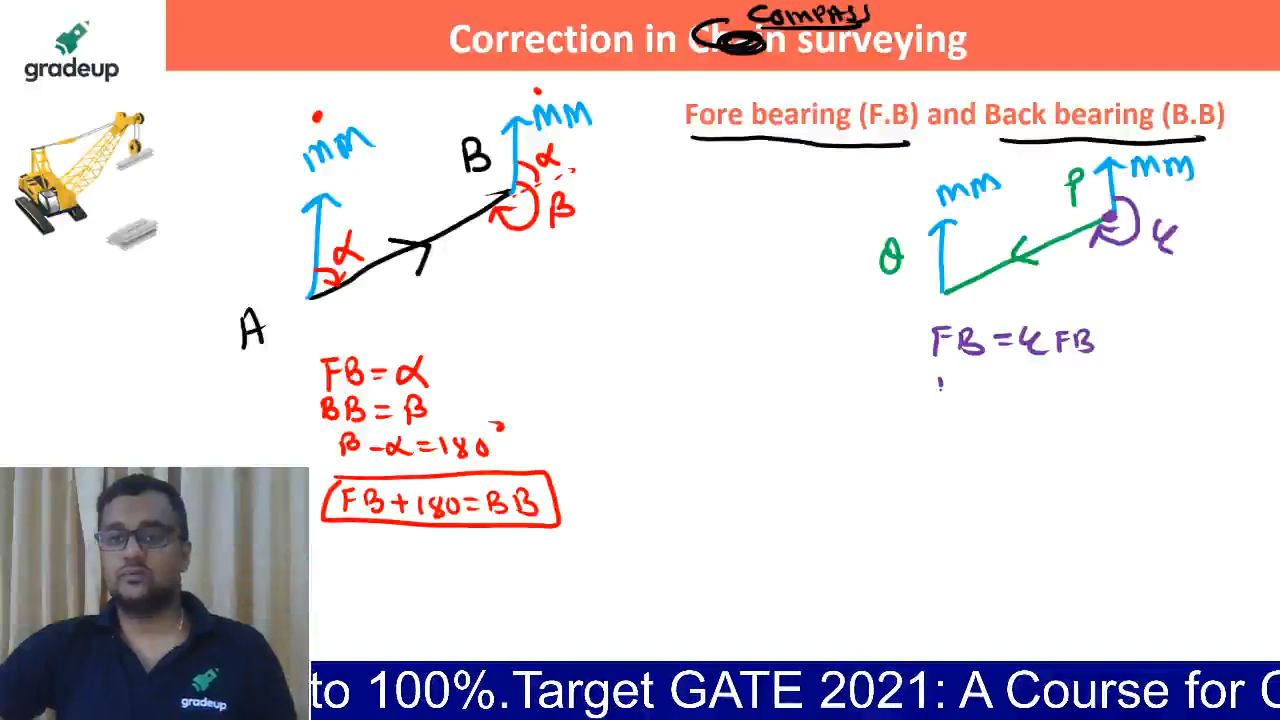 COMPASS
Correction in Chain surveying
gradeup
Fore bearing (F.B) and Back bearing (B.B)
mM
mM
B
α
β
α
A
mM
P
mM
Q
FB = FB
FB = α
BB = β
β - α = 180°
FB + 180 = BB
gradeup
to 100%.Target GATE 2021: A Course for C